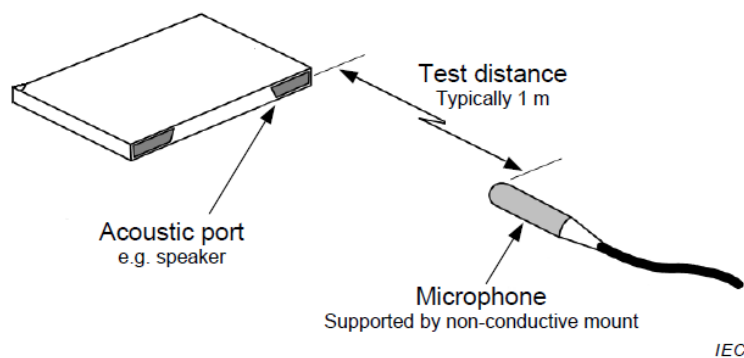 Test distance
Typically 1 m
Acoustic port
e.g. speaker
Microphone
Supported by non-conductive mount
IEC